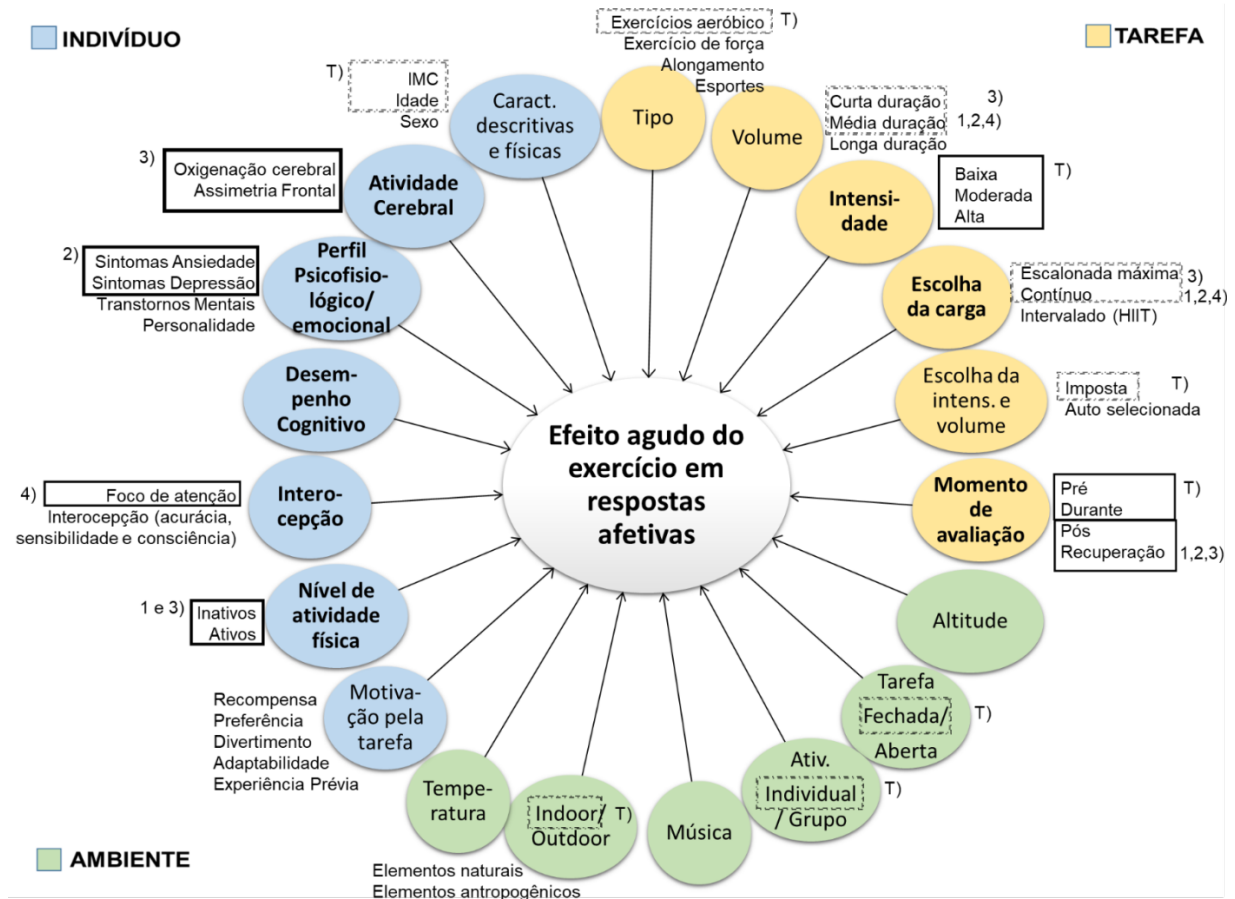 INDIVÍDUO
TAREFA
AMBIENTE
Efeito agudo do
exercício em
respostas
afetivas
Caract.
descritivas
e físicas
T)
IMC
Idade
Sexo
Atividade
Cerebral
3)
Oxigenação cerebral
Assimetria Frontal
Perfil
Psicofisio-
lógico/
emocional
2)
Sintomas Ansiedade
Sintomas Depressão
Transtornos Mentais
Personalidade
Desem-
penho
Cognitivo
Intero-
cepção
4)
Foco de atenção
Interocepção (acurácia,
sensibilidade e consciência)
Nível de
atividade
física
1 e 3)
Inativos
Ativos
Motiva-
ção pela
tarefa
Recompensa
Preferência
Divertimento
Adaptabilidade
Experiência Prévia
Tipo
Exercícios aeróbico T)
Exercício de força
Alongamento
Esportes
Volume
Curta duração 3)
Média duração 1,2,4)
Longa duração
Intensi-
dade
Baixa T)
Moderada
Alta
Escolha
da carga
Escalonada máxima 3)
Contínuo 1,2,4)
Intervalado (HIIT)
Escolha da
intens. e
volume
Imposta T)
Auto selecionada
Momento
de
avaliação
Pré T)
Durante
Pós
Recuperação 1,2,3)
Altitude
Tarefa
Fechada/ T)
Aberta
Ativ.
Individual T)
/ Grupo
Música
Indoor/ T)
Outdoor
Elementos naturais
Elementos antropogênicos
Tempe-
ratura